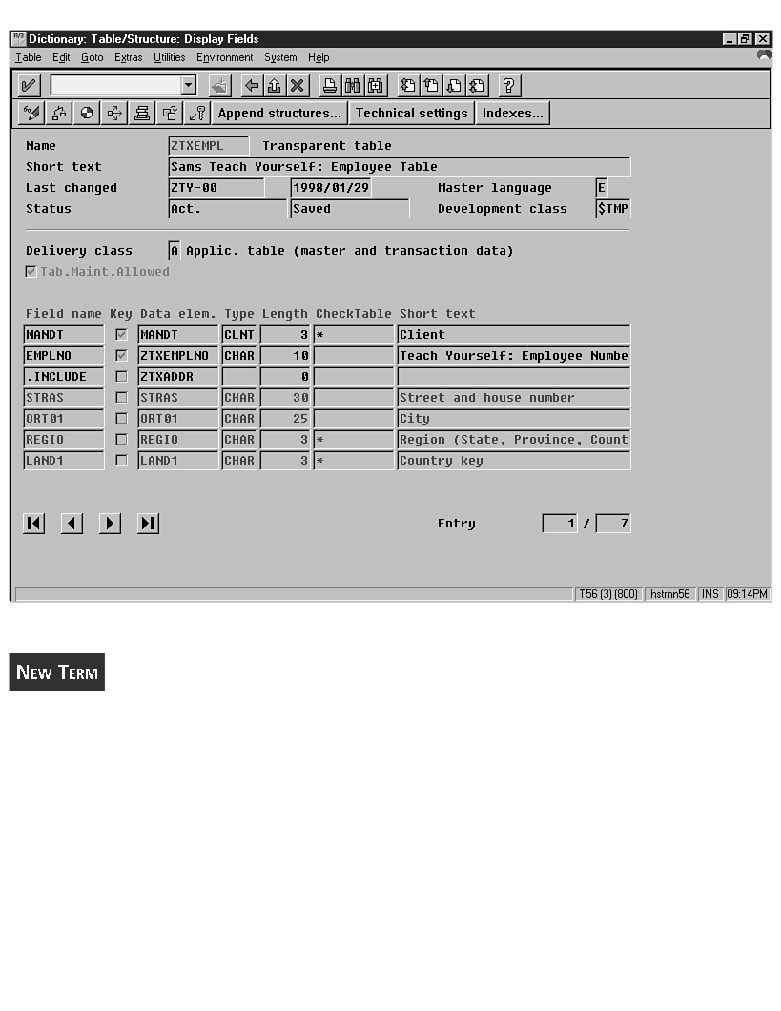 Dictionary: Table/Structure: Display Fields
Table Edit Goto Extras Utilities Environment System Help
Append structures... Technical settings Indexes...
Name ZTXEMPL Transparent table
Short text Sams Teach Yourself: Employee Table
Last changed ZTY-00 1998/01/29 Master language E
Status Act. Saved Development class $TMP
Delivery class A Applic. table (master and transaction data)
Tab.Maint.Allowed
Field name Key Data elem. Type Length CheckTable Short text
MANDT MANDT CLNT 3 * Client
EMPLNO ZTXEMPLNO CHAR 10 Teach Yourself: Employee Numbe
.INCLUDE ZTXADDR 0
STRAS STRAS CHAR 30 Street and house number
ORT01 ORT01 CHAR 25 City
REGIO REGIO CHAR 3 * Region (State, Province, Count
LAND1 LAND1 CHAR 3 * Country key
Entry 1 / 7
T56 (3) (800) INS 09:14PM
NEW TERM